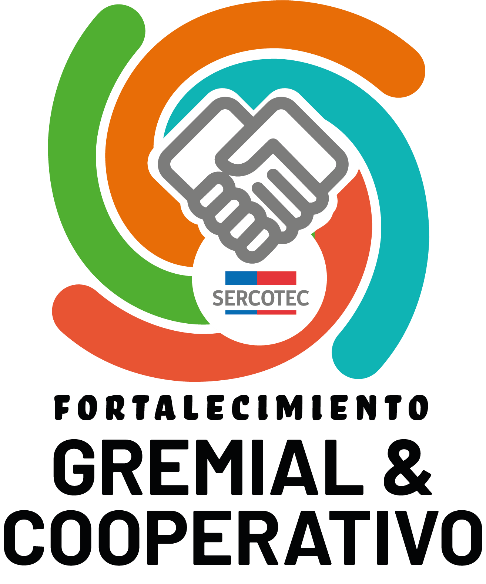 SERCOTEC
FORTALECIMIENTO
GREMIAL &
COOPERATIVO